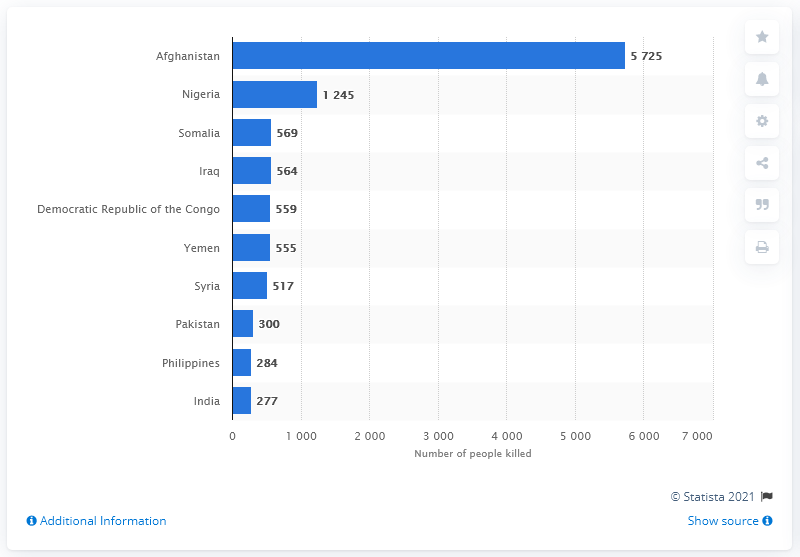 Afghanistan 5 725
Nigeria 1 245
Somalia 569
Iraq 564
Democratic Republic of the Congo 559
Yemen 555
Syria 517
Pakistan 300
Philippines 284
India 277
0 1 000 2 000 3 000 4 000 5 000 6 000 7 000
Number of people killed
© Statista 2021
Additional Information Show source